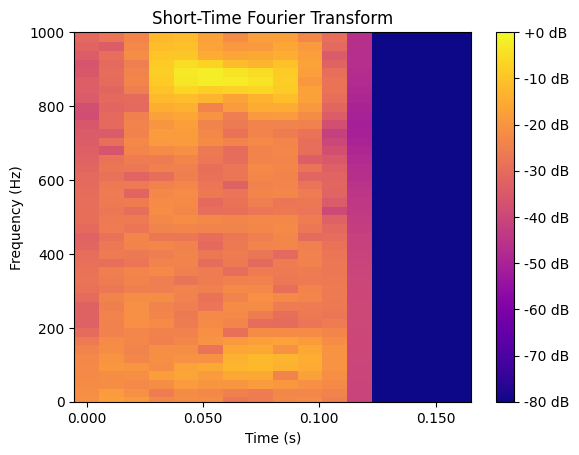 Short-Time Fourier Transform
Frequency (Hz)
1000
800
600
400
200
0
0.000
0.050
0.100
0.150
Time (s)
+0 dB
-10 dB
-20 dB
-30 dB
-40 dB
-50 dB
-60 dB
-70 dB
-80 dB